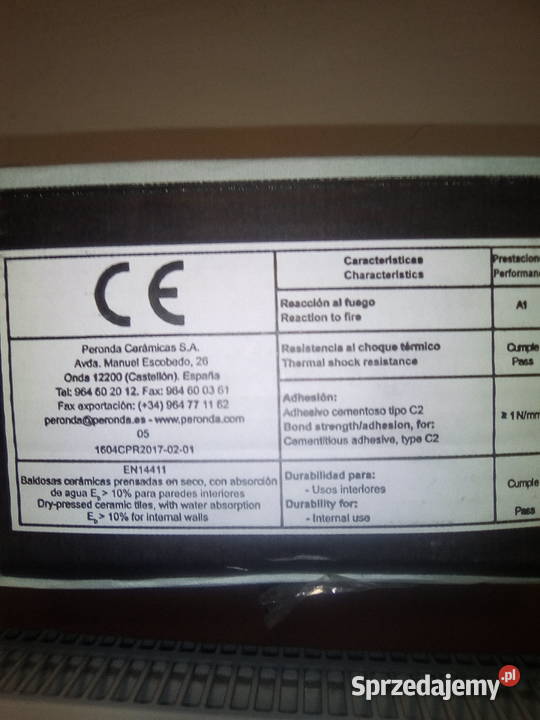 CE
Peronda Cerámicas S.A.
Avda. Manuel Escobedo, 26
Onda 12200 (Castellón). España
Tel: 964 60 20 12. Fax: 964 60 03 61
Fax exportación: (+34) 964 77 11 62
peronda@peronda.es - www.peronda.com
05
1604CPR2017-02-01
EN14411
Baldosas cerámicas prensadas en seco, con absorción
de agua Eb > 10% para paredes interiores
Dry-pressed ceramic tiles, with water absorption
Eb > 10% for internal walls
Características
Characteristics
Prestacion
Performan
Reacción al fuego
Reaction to fire
A1
Resistencia al choque térmico
Thermal shock resistance
Cumple
Pass
Adhesión:
Adhesivo cementoso tipo C2
Bond strength/adhesion, for:
Cementitious adhesive, type C2
≥ 1 N/mm
Durabilidad para:
- Usos interiores
Durability for:
- Internal use
Cumple
Pass
Sprzedajemy.pl